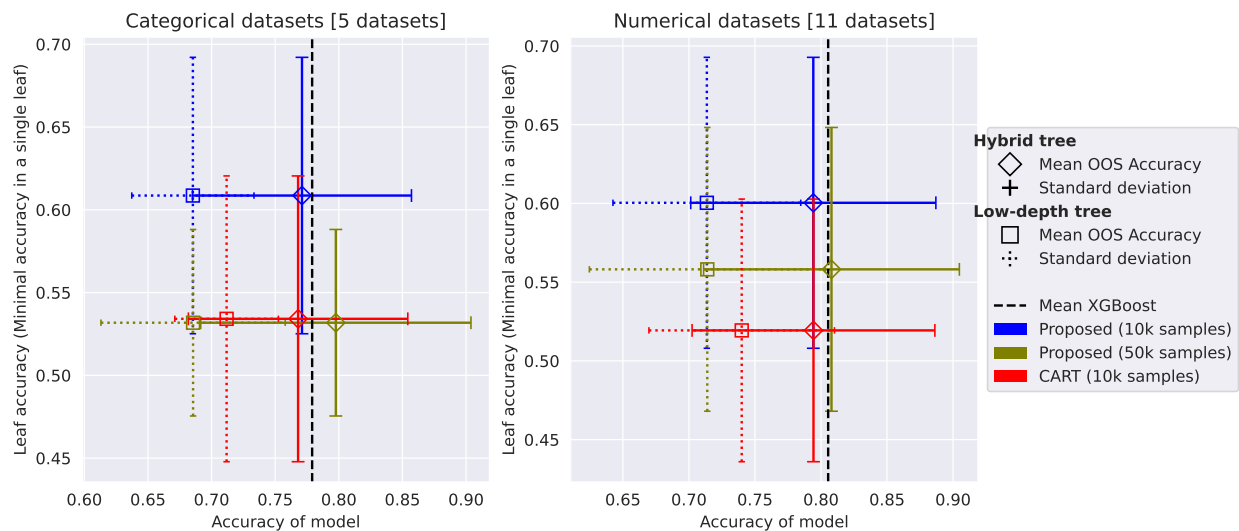 Categorical datasets [5 datasets]
Leaf accuracy (Minimal accuracy in a single leaf)
0.70
0.65
0.60
0.55
0.50
0.45
0.60 0.65 0.70 0.75 0.80 0.85 0.90
Accuracy of model
Numerical datasets [11 datasets]
Leaf accuracy (Minimal accuracy in a single leaf)
0.70
0.65
0.60
0.55
0.50
0.45
0.65 0.70 0.75 0.80 0.85 0.90
Accuracy of model
Hybrid tree
Mean OOS Accuracy
Standard deviation
Low-depth tree
Mean OOS Accuracy
Standard deviation
Mean XGBoost
Proposed (10k samples)
Proposed (50k samples)
CART (10k samples)